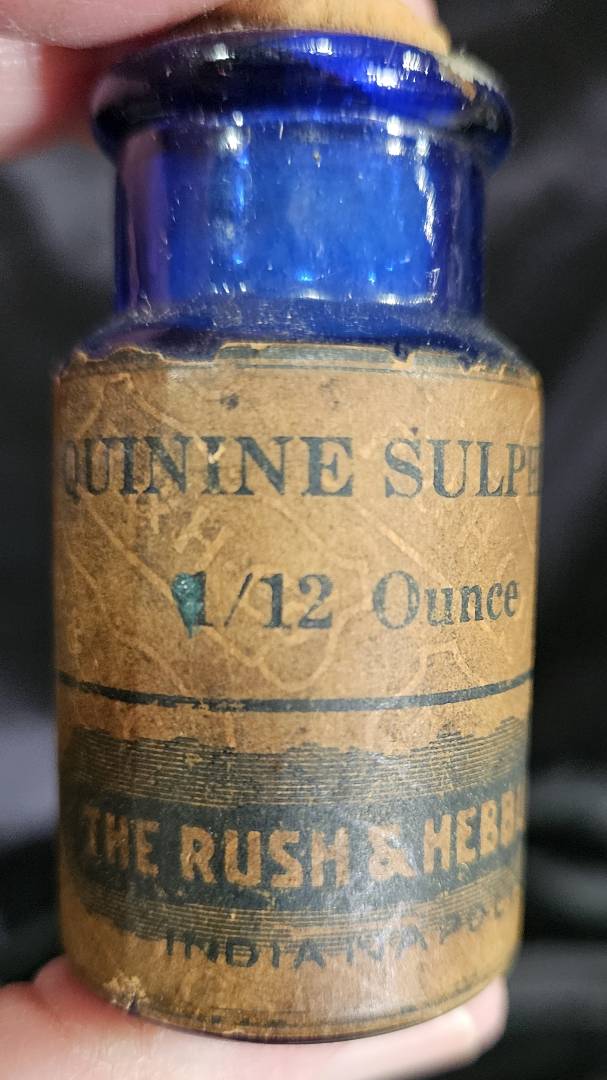 QUININE SULPH
1/12 Ounce
THE RUSH & HEBB
INDIANAPOL